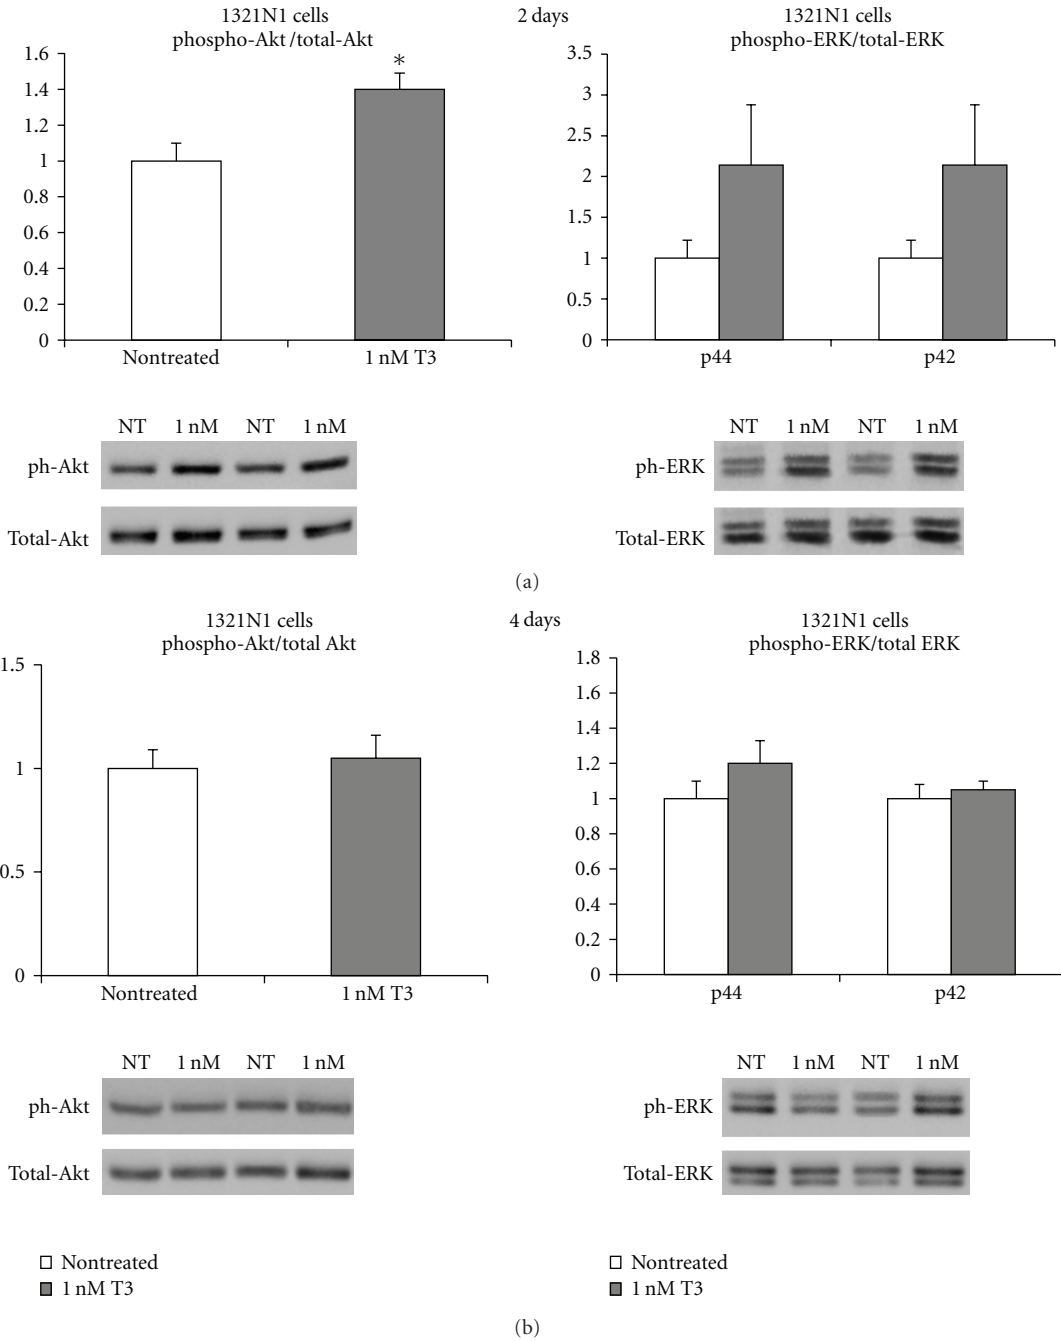 2 days
1321N1 cells
phospho-Akt/total-Akt
1.6
1.4
1.2
1
0.8
0.6
0.4
0.2
0
*
Nontreated
1 nM T3
1321N1 cells
phospho-ERK/total-ERK
3.5
3
2.5
2
1.5
1
0.5
0
p44
p42
NT 1 nM NT 1 nM
ph-Akt
Total-Akt
NT 1 nM NT 1 nM
ph-ERK
Total-ERK
(a)
4 days
1321N1 cells
phospho-Akt/total Akt
1.5
1
0.5
0
Nontreated
1 nM T3
1321N1 cells
phospho-ERK/total ERK
1.8
1.6
1.4
1.2
1
0.8
0.6
0.4
0.2
0
p44
p42
NT 1 nM NT 1 nM
ph-Akt
Total-Akt
NT 1 nM NT 1 nM
ph-ERK
Total-ERK
Nontreated
1 nM T3
Nontreated
1 nM T3
(b)